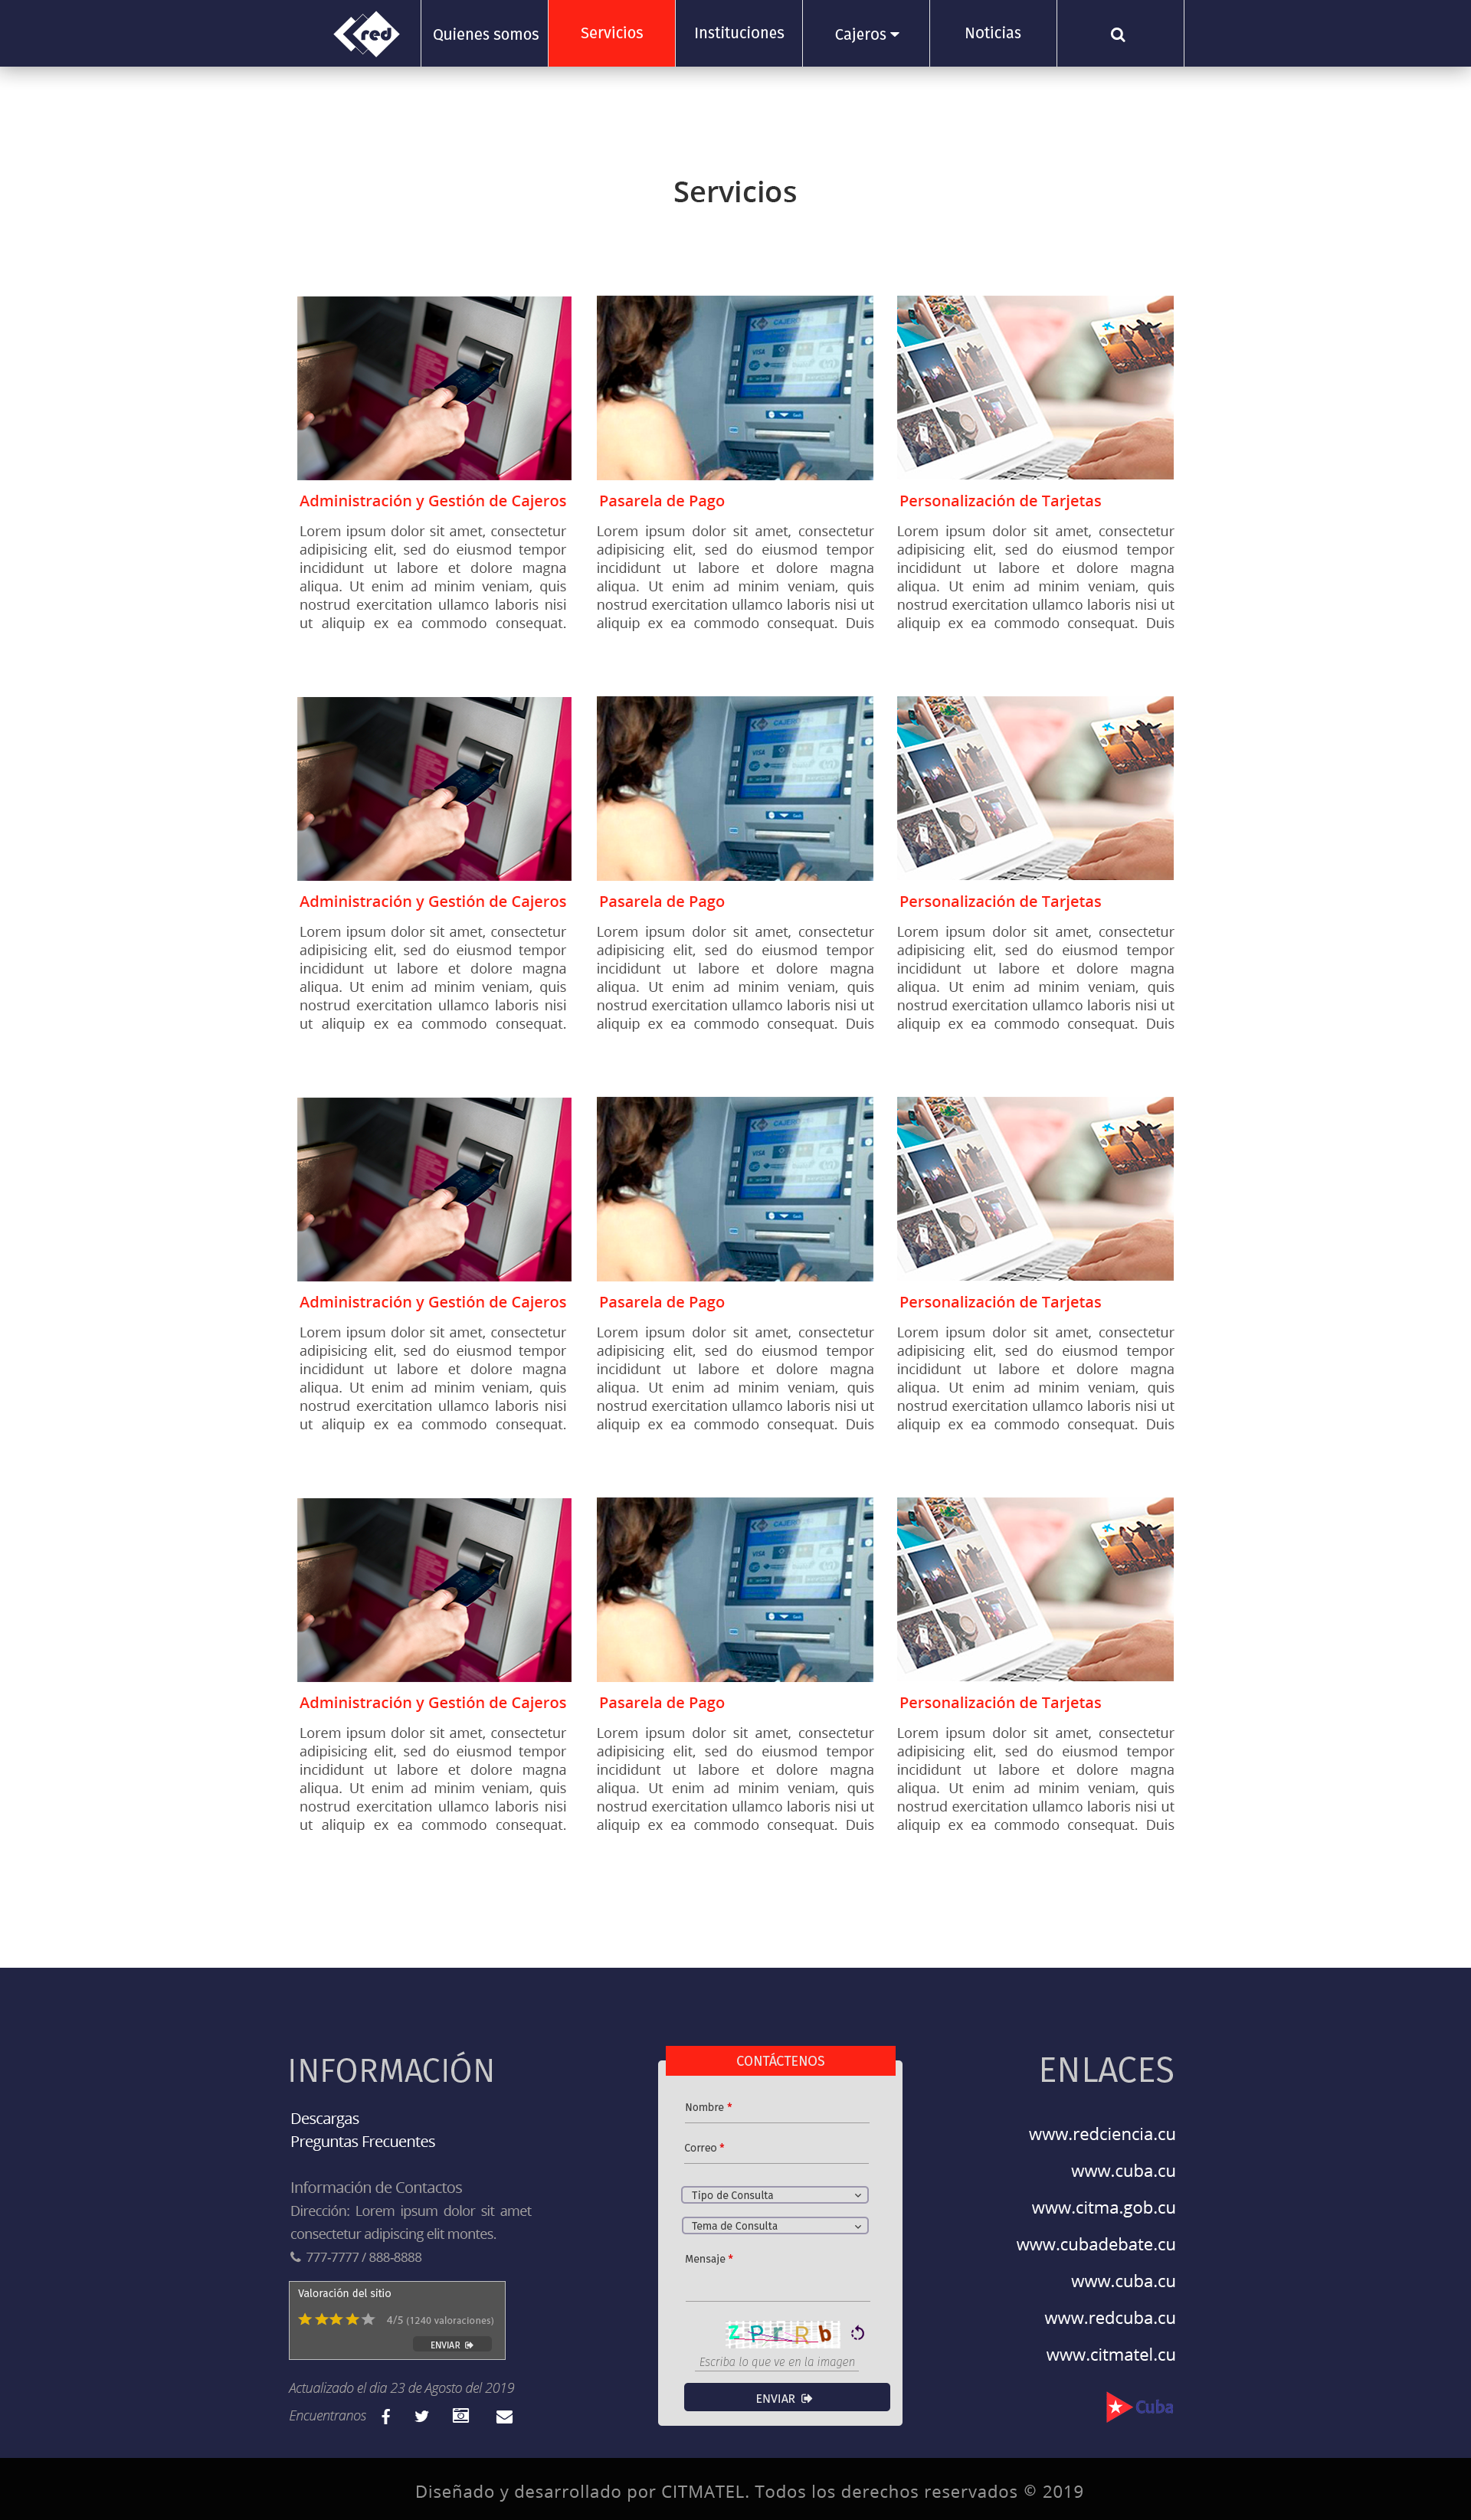 red
Quienes somos
Servicios
Instituciones
Cajeros
Noticias
Servicios
Administración y Gestión de Cajeros
Lorem ipsum dolor sit amet, consectetur
adipisicing elit, sed do eiusmod tempor
incididunt ut labore et dolore magna
aliqua. Ut enim ad minim veniam, quis
nostrud exercitation ullamco laboris nisi
ut aliquip ex ea commodo consequat.
Pasarela de Pago
Lorem ipsum dolor sit amet, consectetur
adipisicing elit, sed do eiusmod tempor
incididunt ut labore et dolore magna
aliqua. Ut enim ad minim veniam, quis
nostrud exercitation ullamco laboris nisi ut
aliquip ex ea commodo consequat. Duis
Personalización de Tarjetas
Lorem ipsum dolor sit amet, consectetur
adipisicing elit, sed do eiusmod tempor
incididunt ut labore et dolore magna
aliqua. Ut enim ad minim veniam, quis
nostrud exercitation ullamco laboris nisi ut
aliquip ex ea commodo consequat. Duis
Administración y Gestión de Cajeros
Lorem ipsum dolor sit amet, consectetur
adipisicing elit, sed do eiusmod tempor
incididunt ut labore et dolore magna
aliqua. Ut enim ad minim veniam, quis
nostrud exercitation ullamco laboris nisi
ut aliquip ex ea commodo consequat.
Pasarela de Pago
Lorem ipsum dolor sit amet, consectetur
adipisicing elit, sed do eiusmod tempor
incididunt ut labore et dolore magna
aliqua. Ut enim ad minim veniam, quis
nostrud exercitation ullamco laboris nisi ut
aliquip ex ea commodo consequat. Duis
Personalización de Tarjetas
Lorem ipsum dolor sit amet, consectetur
adipisicing elit, sed do eiusmod tempor
incididunt ut labore et dolore magna
aliqua. Ut enim ad minim veniam, quis
nostrud exercitation ullamco laboris nisi ut
aliquip ex ea commodo consequat. Duis
Administración y Gestión de Cajeros
Lorem ipsum dolor sit amet, consectetur
adipisicing elit, sed do eiusmod tempor
incididunt ut labore et dolore magna
aliqua. Ut enim ad minim veniam, quis
nostrud exercitation ullamco laboris nisi
ut aliquip ex ea commodo consequat.
Pasarela de Pago
Lorem ipsum dolor sit amet, consectetur
adipisicing elit, sed do eiusmod tempor
incididunt ut labore et dolore magna
aliqua. Ut enim ad minim veniam, quis
nostrud exercitation ullamco laboris nisi ut
aliquip ex ea commodo consequat. Duis
Personalización de Tarjetas
Lorem ipsum dolor sit amet, consectetur
adipisicing elit, sed do eiusmod tempor
incididunt ut labore et dolore magna
aliqua. Ut enim ad minim veniam, quis
nostrud exercitation ullamco laboris nisi ut
aliquip ex ea commodo consequat. Duis
Administración y Gestión de Cajeros
Lorem ipsum dolor sit amet, consectetur
adipisicing elit, sed do eiusmod tempor
incididunt ut labore et dolore magna
aliqua. Ut enim ad minim veniam, quis
nostrud exercitation ullamco laboris nisi
ut aliquip ex ea commodo consequat.
Pasarela de Pago
Lorem ipsum dolor sit amet, consectetur
adipisicing elit, sed do eiusmod tempor
incididunt ut labore et dolore magna
aliqua. Ut enim ad minim veniam, quis
nostrud exercitation ullamco laboris nisi ut
aliquip ex ea commodo consequat. Duis
Personalización de Tarjetas
Lorem ipsum dolor sit amet, consectetur
adipisicing elit, sed do eiusmod tempor
incididunt ut labore et dolore magna
aliqua. Ut enim ad minim veniam, quis
nostrud exercitation ullamco laboris nisi ut
aliquip ex ea commodo consequat. Duis
INFORMACIÓN
Descargas
Preguntas Frecuentes
Información de Contactos
Dirección: Lorem ipsum dolor sit amet
consectetur adipiscing elit montes.
777-7777 / 888-8888
Valoración del sitio
4/5 (1240 valoraciones)
ENVIAR
Actualizado el día 23 de Agosto del 2019
Encuentranos
CONTÁCTENOS
Nombre *
Correo *
Tipo de Consulta
Tema de Consulta
Mensaje *
zPrRb
Escriba lo que ve en la imagen
ENVIAR
ENLACES
www.redciencia.cu
www.cuba.cu
www.citma.gob.cu
www.cubadebate.cu
www.cuba.cu
www.redcuba.cu
www.citmatel.cu
Cuba
Diseñado y desarrollado por CITMATEL. Todos los derechos reservados © 2019